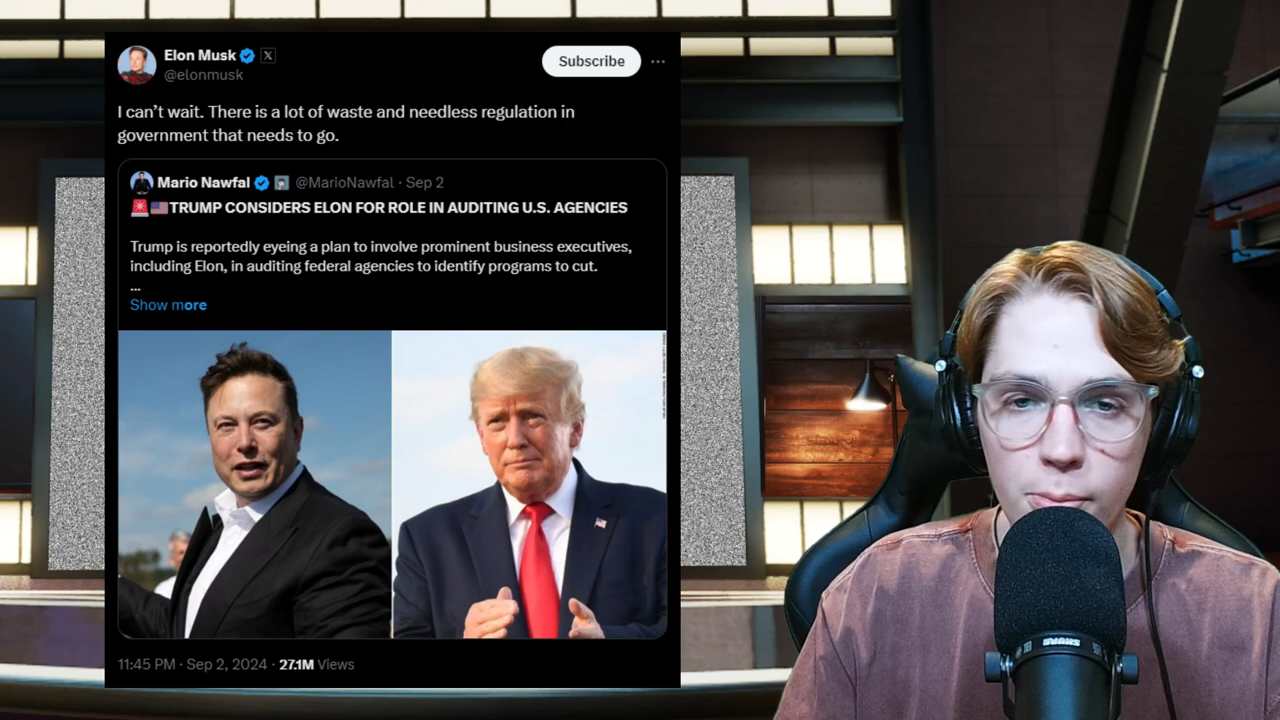 Elon Musk
@elonmusk
Subscribe
I can’t wait. There is a lot of waste and needless regulation in
government that needs to go.
Mario Nawfal @MarioNawfal · Sep 2
🚨🇺🇸TRUMP CONSIDERS ELON FOR ROLE IN AUDITING U.S. AGENCIES
Trump is reportedly eyeing a plan to involve prominent business executives,
including Elon, in auditing federal agencies to identify programs to cut.
...
Show more
11:45 PM · Sep 2, 2024 · 27.1M Views
SHURE